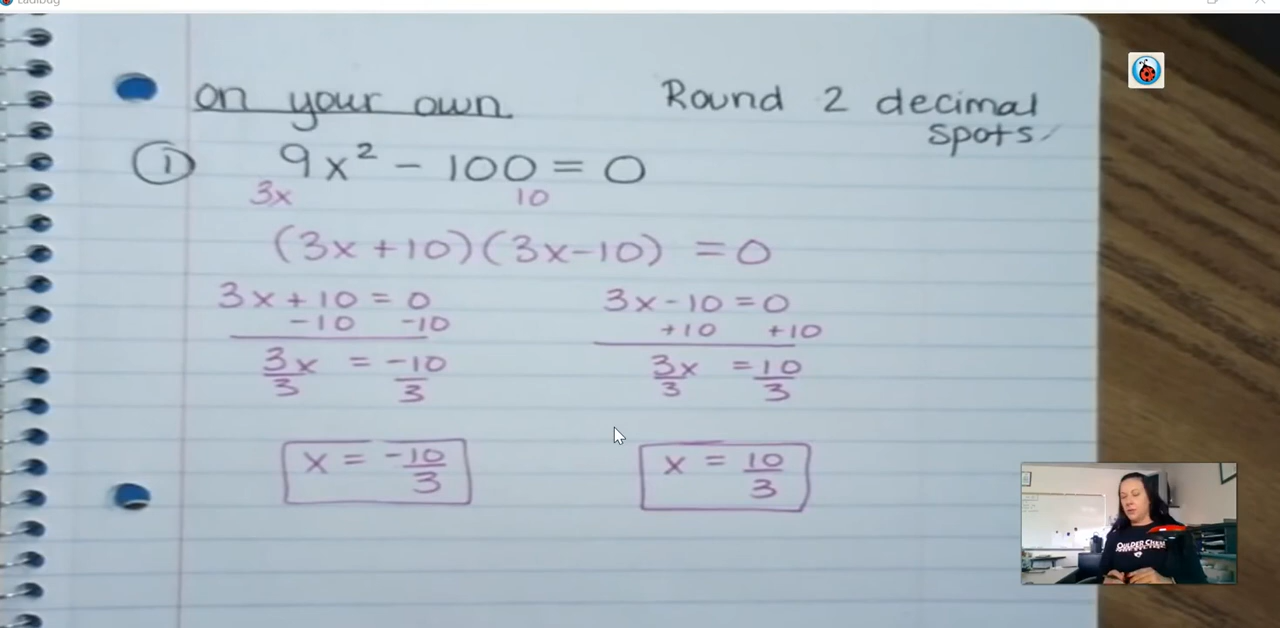 Ladibug
on your own
Round 2 decimal
spots
① 9x² - 100 = 0
3x 10
(3x+10)(3x-10) = 0
3x + 10 = 0
-10 -10
3x/3 = -10/3
x = -10/3
3x - 10 = 0
+10 +10
3x/3 = 10/3
x = 10/3